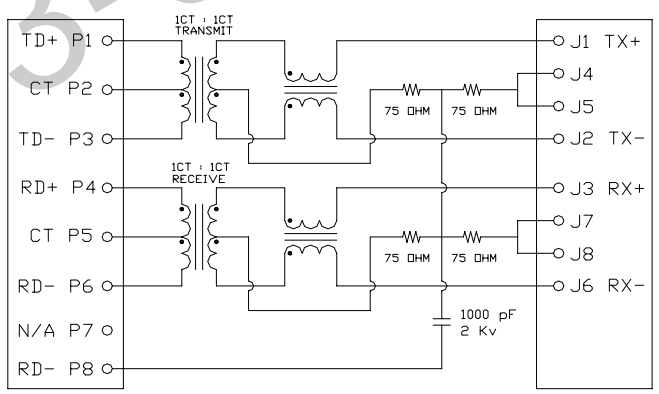 1CT : 1CT
TRANSMIT
TD+ P1
CT P2
TD- P3
RD+ P4
CT P5
RD- P6
N/A P7
RD- P8
75 OHM 75 OHM
1CT : 1CT
RECEIVE
75 OHM 75 OHM
1000 pF
2 Kv
J1 TX+
J4
J5
J2 TX-
J3 RX+
J7
J8
J6 RX-